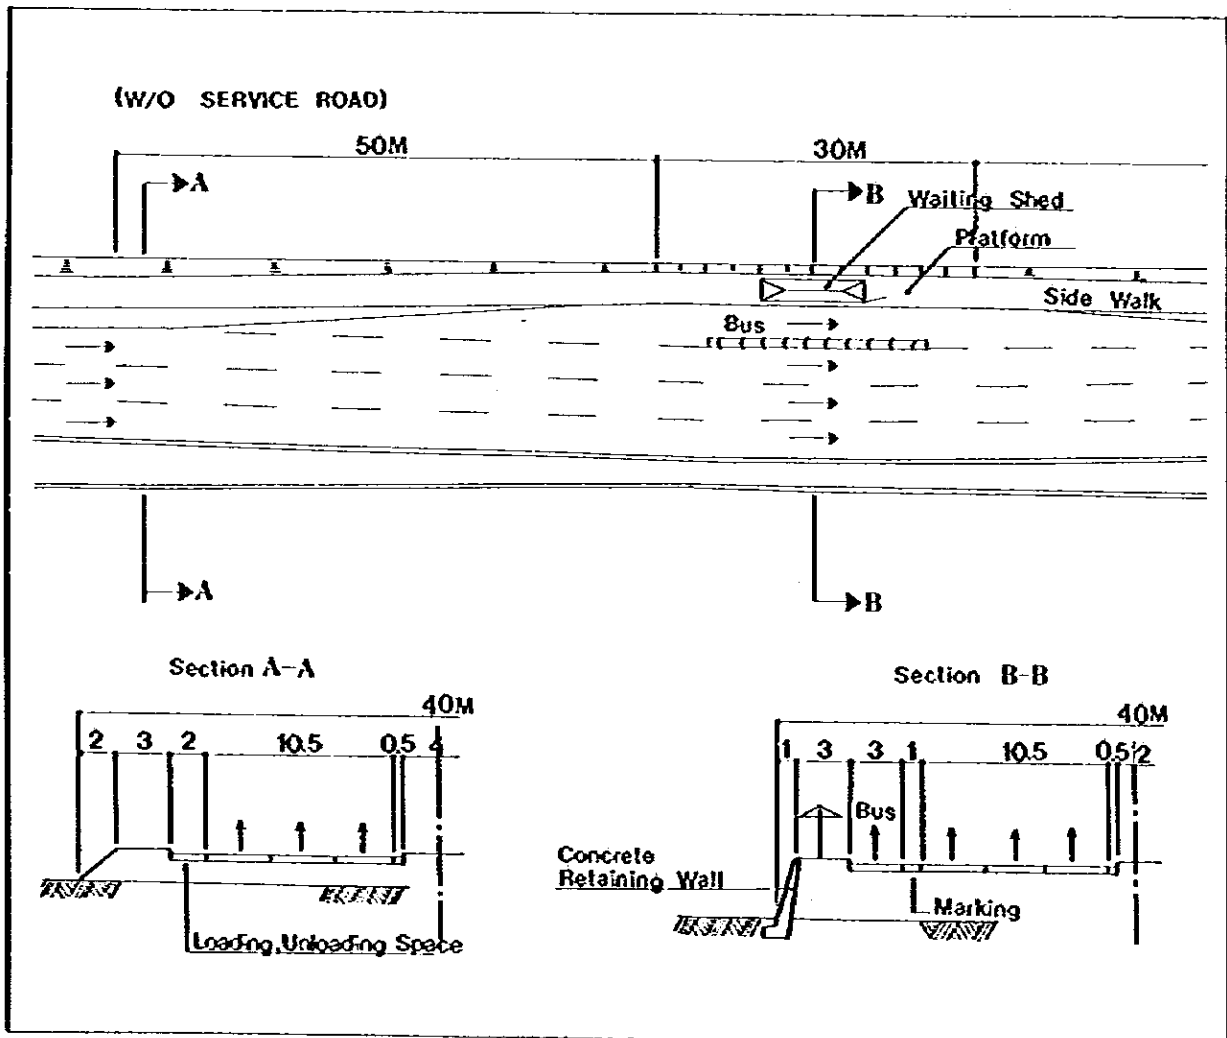 (W/O SERVICE ROAD)
50M 30M
A B
Waiting Shed
Platform
Side Walk
Bus
A B
Section A-A
40M
2 3 2 10.5 0.5 4
Loading,Unloading Space
Section B-B
40M
1 3 3 1 10.5 0.5 2
Bus
Concrete
Retaining Wall
Marking